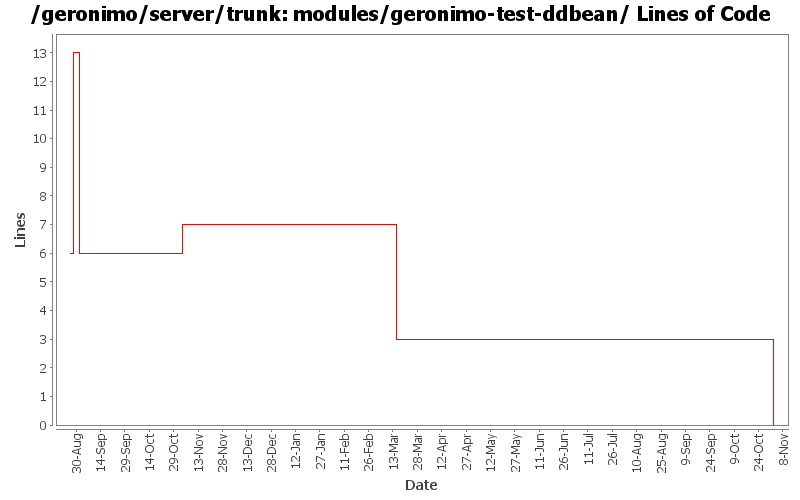 /geronimo/server/trunk: modules/geronimo-test-ddbean/ Lines of Code
Lines
13
12
11
10
9
8
7
6
5
4
3
2
1
0
30-Aug
14-Sep
29-Sep
14-Oct
29-Oct
13-Nov
28-Nov
13-Dec
28-Dec
12-Jan
27-Jan
11-Feb
26-Feb
13-Mar
28-Mar
12-Apr
27-Apr
12-May
27-May
11-Jun
26-Jun
11-Jul
26-Jul
10-Aug
25-Aug
9-Sep
24-Sep
9-Oct
24-Oct
8-Nov
Date